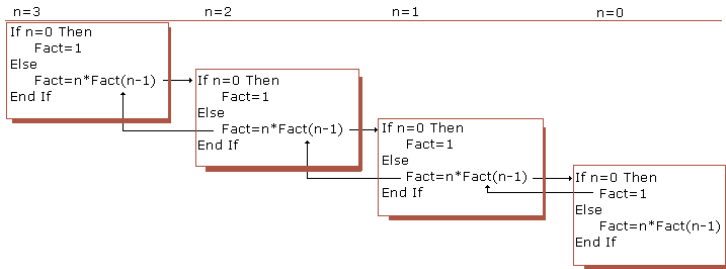 n=3 n=2 n=1 n=0
If n=0 Then
Fact=1
Else
Fact=n*Fact(n-1)
End If
If n=0 Then
Fact=1
Else
Fact=n*Fact(n-1)
End If
If n=0 Then
Fact=1
Else
Fact=n*Fact(n-1)
End If
If n=0 Then
Fact=1
Else
Fact=n*Fact(n-1)
End If